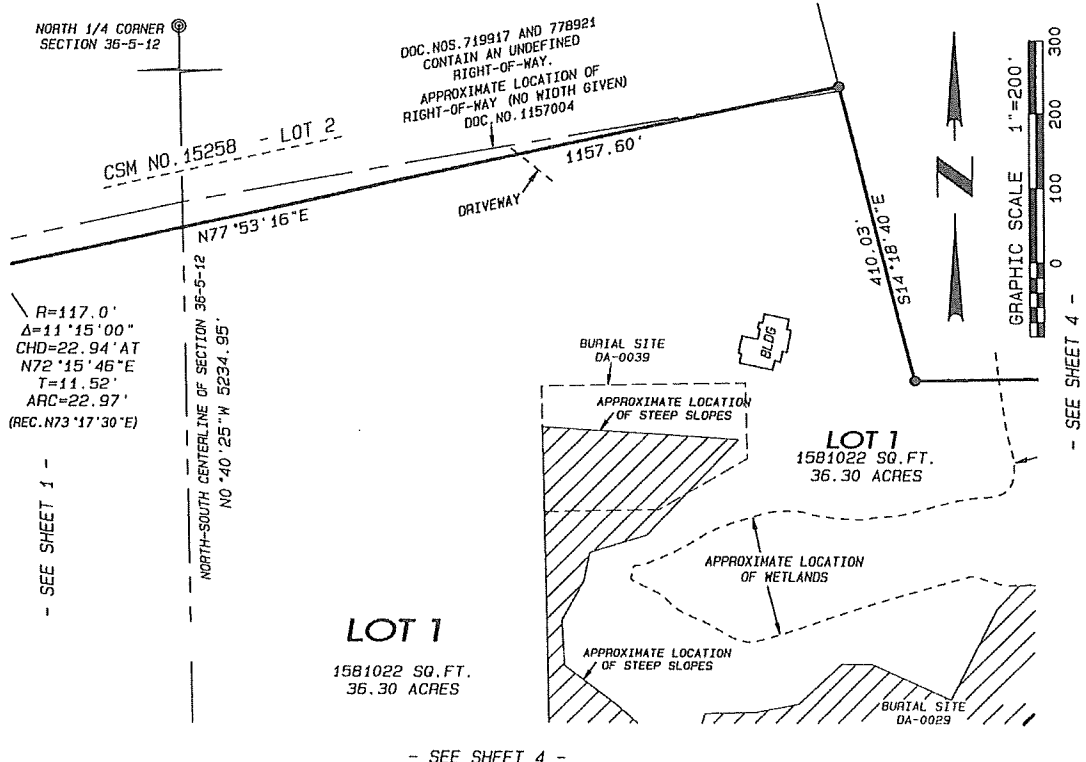 NORTH 1/4 CORNER
SECTION 36-5-12
DOC.NOS.719917 AND 778921
CONTAIN AN UNDEFINED
RIGHT-OF-WAY.
APPROXIMATE LOCATION OF
RIGHT-OF-WAY (NO WIDTH GIVEN)
DOC.NO.1157004
CSM NO.15258 - LOT 2
1157.60'
DRIVEWAY
N77°53'16"E
410.03'
S14°18'40"E
N
GRAPHIC SCALE 1"=200'
0 100 200 300
- SEE SHEET 4 -
R=117.0'
Δ=11°15'00"
CHD=22.94'AT
N72°15'46"E
T=11.52'
ARC=22.97'
(REC.N73°17'30"E)
- SEE SHEET 1 -
NORTH-SOUTH CENTERLINE OF SECTION 36-5-12
N0°40'25"W 5234.95'
BLDG
BURIAL SITE
DA-0039
APPROXIMATE LOCATION
OF STEEP SLOPES
LOT 1
1581022 SQ.FT.
36.30 ACRES
APPROXIMATE LOCATION
OF WETLANDS
LOT 1
1581022 SQ.FT.
36.30 ACRES
APPROXIMATE LOCATION
OF STEEP SLOPES
BURIAL SITE
DA-0029
- SEE SHEET 4 -